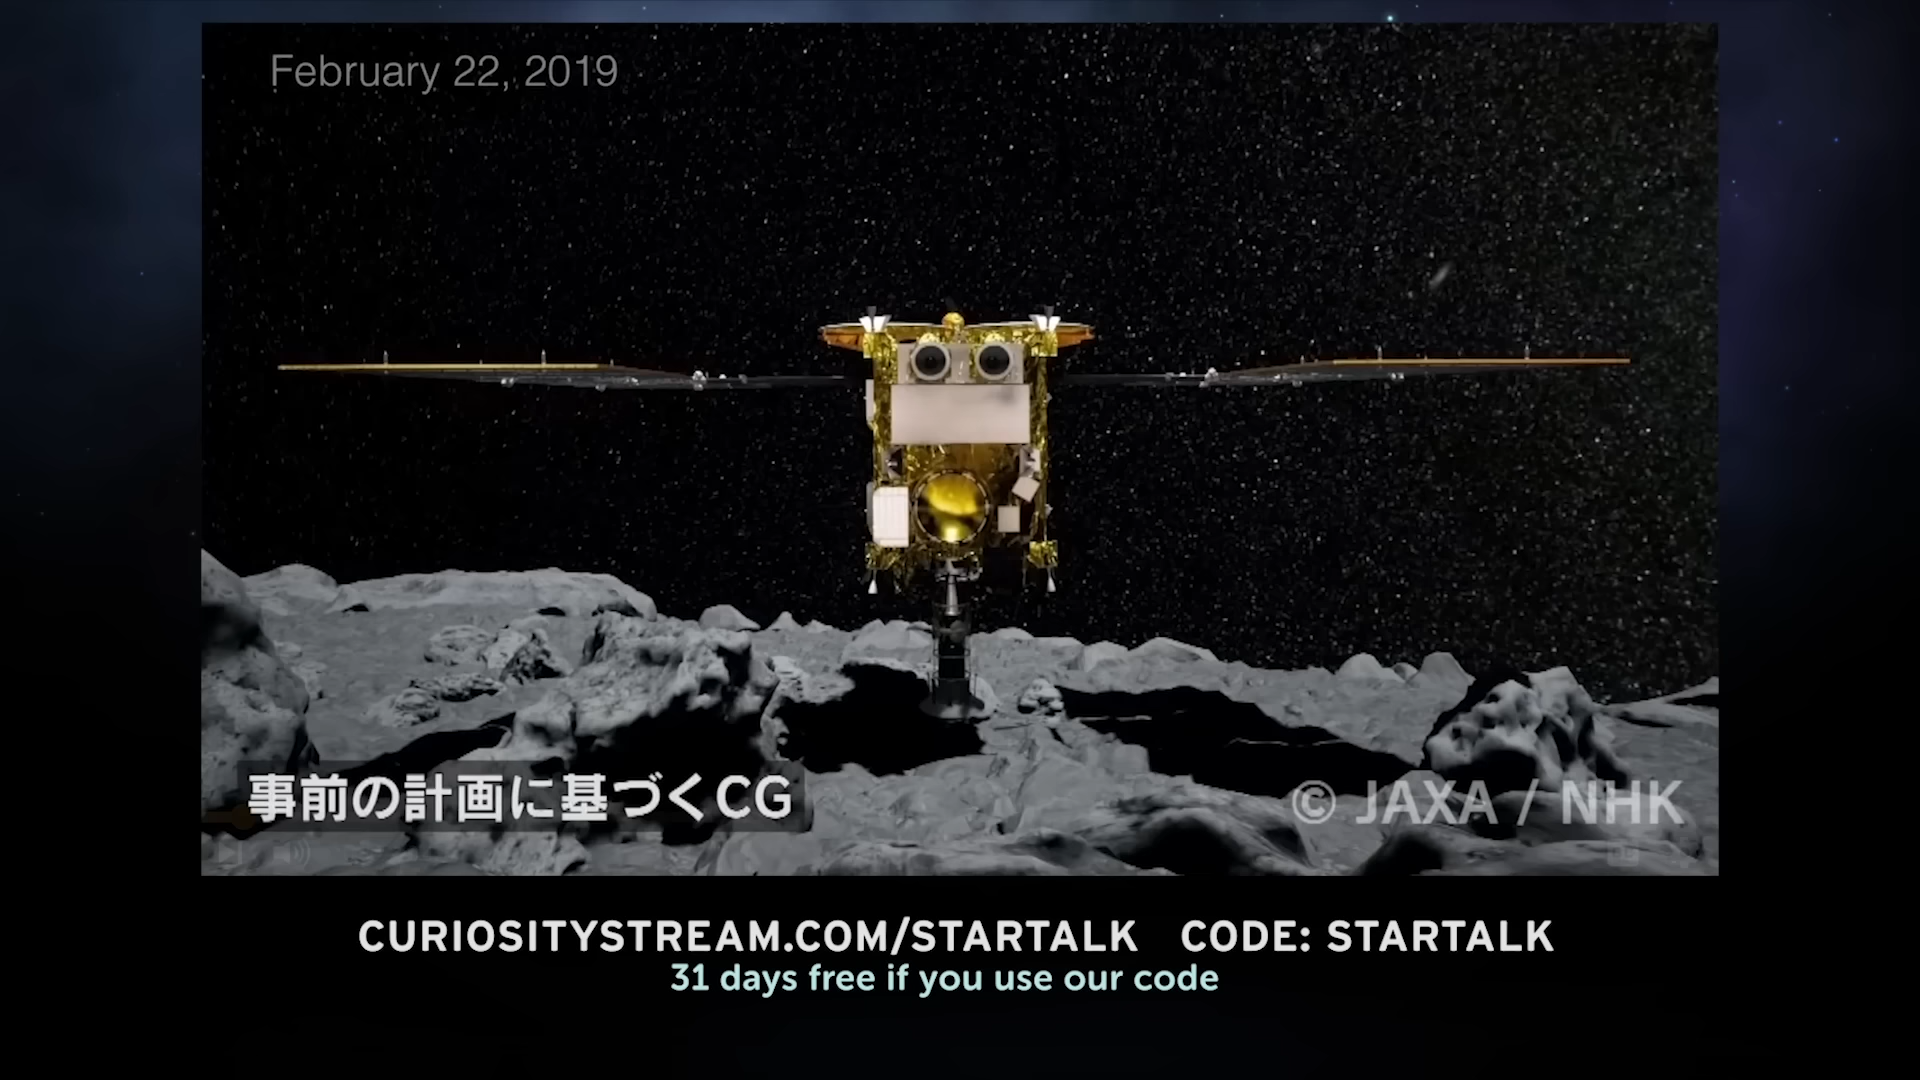 February 22, 2019
事前の計画に基づくCG
© JAXA / NHK
CURIOSITYSTREAM.COM/STARTALK CODE: STARTALK
31 days free if you use our code